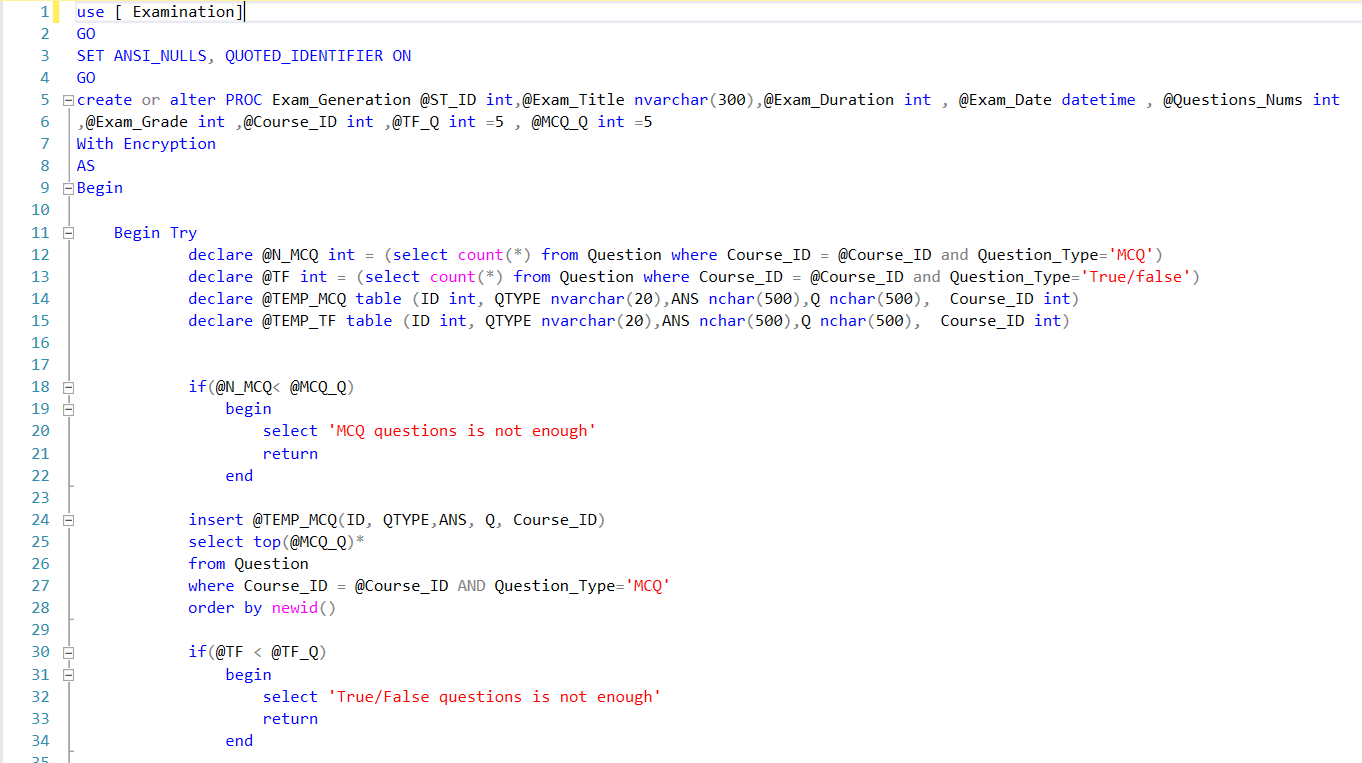 1 use [ Examination]
2 GO
3 SET ANSI_NULLS, QUOTED_IDENTIFIER ON
4 GO
5 create or alter PROC Exam_Generation @ST_ID int,@Exam_Title nvarchar(300),@Exam_Duration int , @Exam_Date datetime , @Questions_Nums int
6 ,@Exam_Grade int ,@Course_ID int ,@TF_Q int =5 , @MCQ_Q int =5
7 With Encryption
8 AS
9 Begin
10
11 Begin Try
12 declare @N_MCQ int = (select count(*) from Question where Course_ID = @Course_ID and Question_Type='MCQ')
13 declare @TF int = (select count(*) from Question where Course_ID = @Course_ID and Question_Type='True/false')
14 declare @TEMP_MCQ table (ID int, QTYPE nvarchar(20),ANS nchar(500),Q nchar(500), Course_ID int)
15 declare @TEMP_TF table (ID int, QTYPE nvarchar(20),ANS nchar(500),Q nchar(500), Course_ID int)
16
17
18 if(@N_MCQ< @MCQ_Q)
19 begin
20 select 'MCQ questions is not enough'
21 return
22 end
23
24 insert @TEMP_MCQ(ID, QTYPE,ANS, Q, Course_ID)
25 select top(@MCQ_Q)*
26 from Question
27 where Course_ID = @Course_ID AND Question_Type='MCQ'
28 order by newid()
29
30 if(@TF < @TF_Q)
31 begin
32 select 'True/False questions is not enough'
33 return
34 end
35